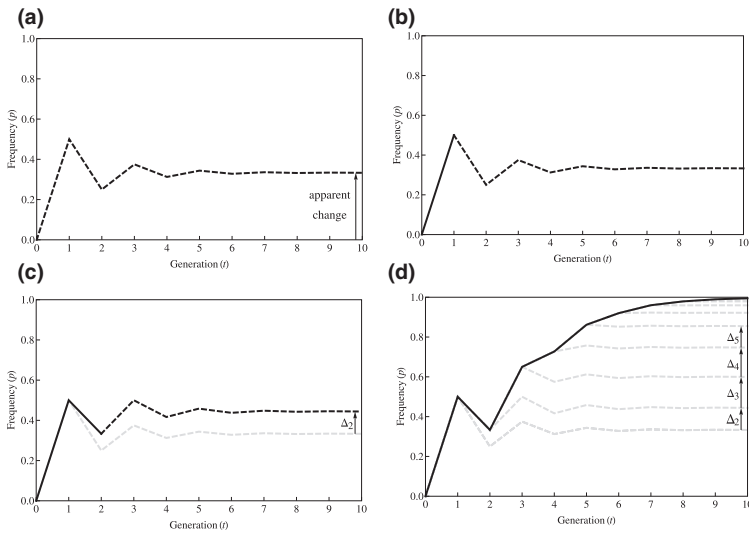 (a)
1.0
0.8
0.6
0.4
0.2
0.0
Frequency (p)
apparent
change
0 1 2 3 4 5 6 7 8 9 10
Generation (t)
(b)
1.0
0.8
0.6
0.4
0.2
0.0
Frequency (p)
0 1 2 3 4 5 6 7 8 9 10
Generation (t)
(c)
1.0
0.8
0.6
0.4
0.2
0.0
Frequency (p)
Δ2
0 1 2 3 4 5 6 7 8 9 10
Generation (t)
(d)
1.0
0.8
0.6
0.4
0.2
0.0
Frequency (p)
Δ5
Δ4
Δ3
Δ2
0 1 2 3 4 5 6 7 8 9 10
Generation (t)